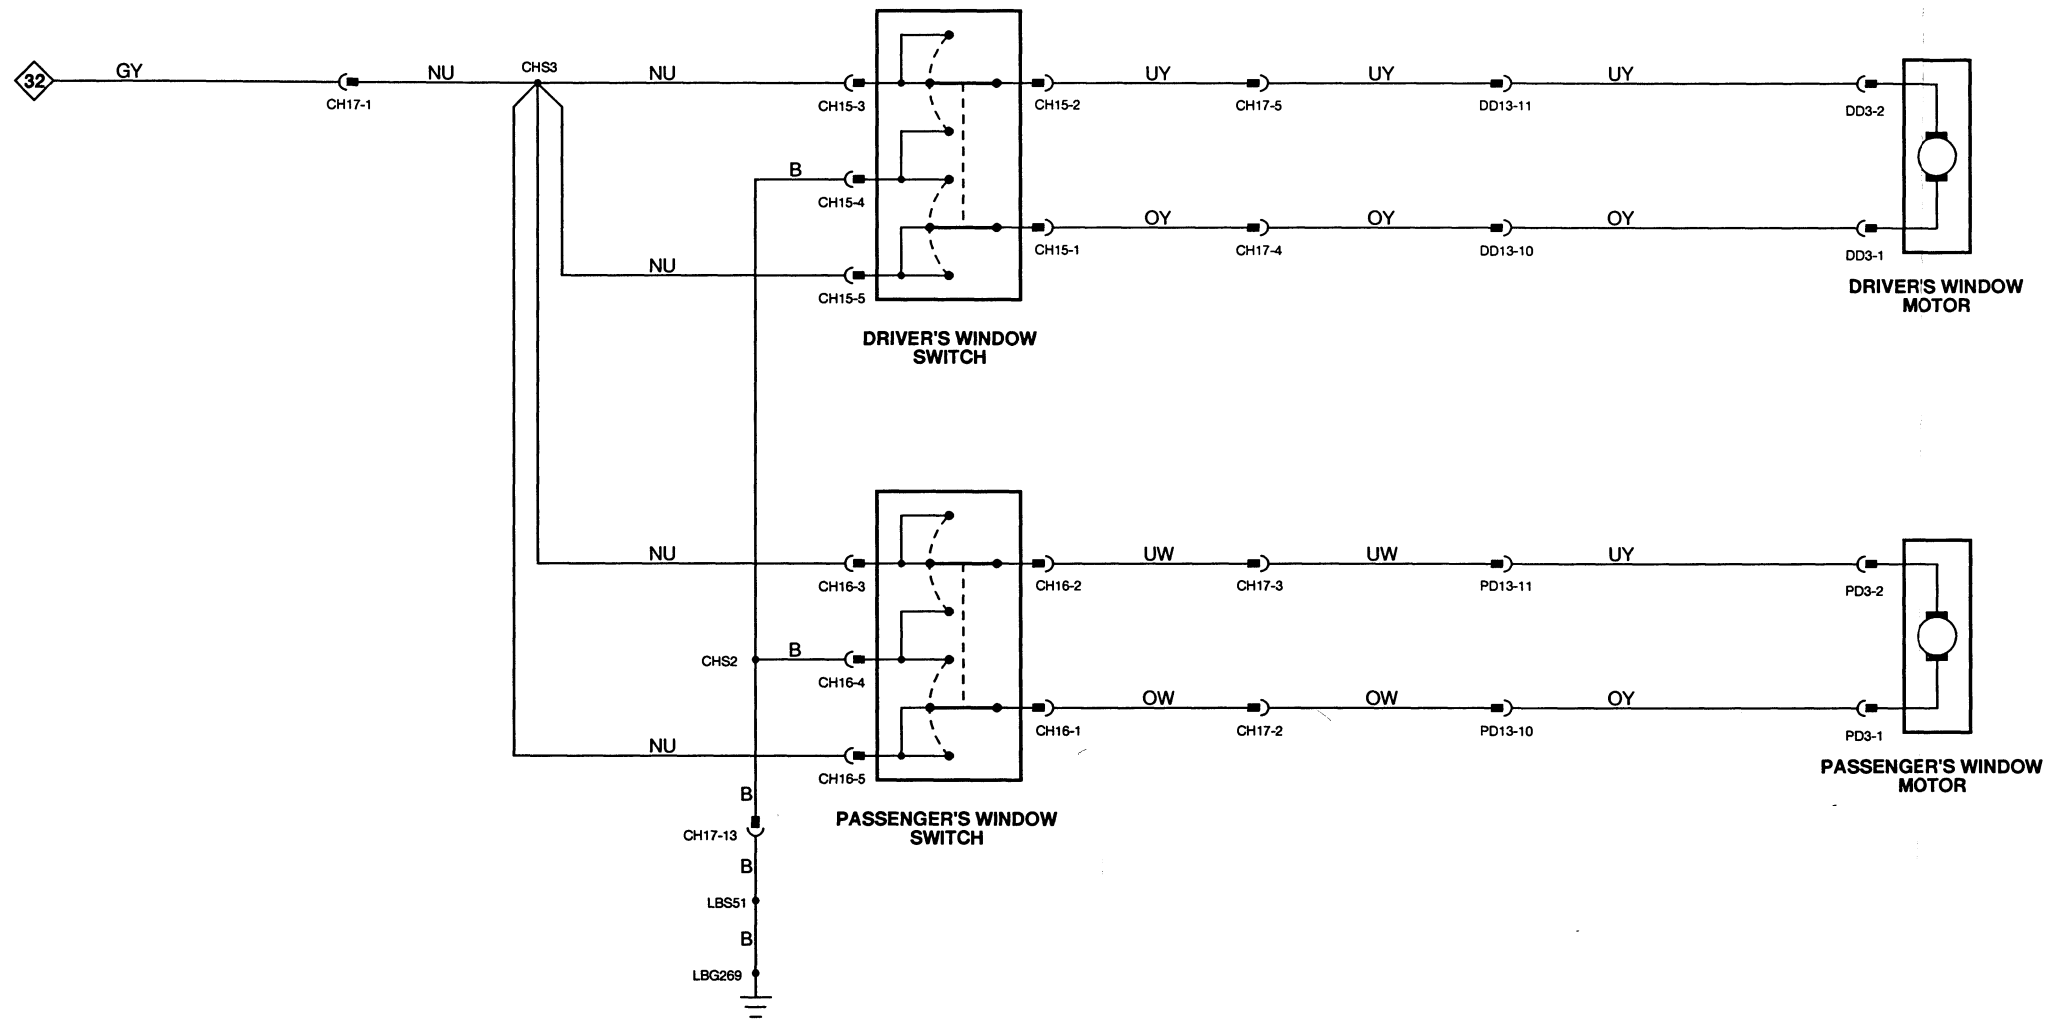 32 GY CH17-1 NU CHS3 NU CH15-3 CH15-2 UY CH17-5 UY DD13-11 UY DD3-2
B CH15-4
CH15-1 OY CH17-4 OY DD13-10 OY DD3-1
NU CH15-5
DRIVER'S WINDOW
SWITCH
DRIVER'S WINDOW
MOTOR
NU CH16-3 CH16-2 UW CH17-3 UW PD13-11 UY PD3-2
CHS2 B CH16-4
CH16-1 OW CH17-2 OW PD13-10 OY PD3-1
NU CH16-5
PASSENGER'S WINDOW
SWITCH
PASSENGER'S WINDOW
MOTOR
B
CH17-13
B
LBS51
B
LBG269